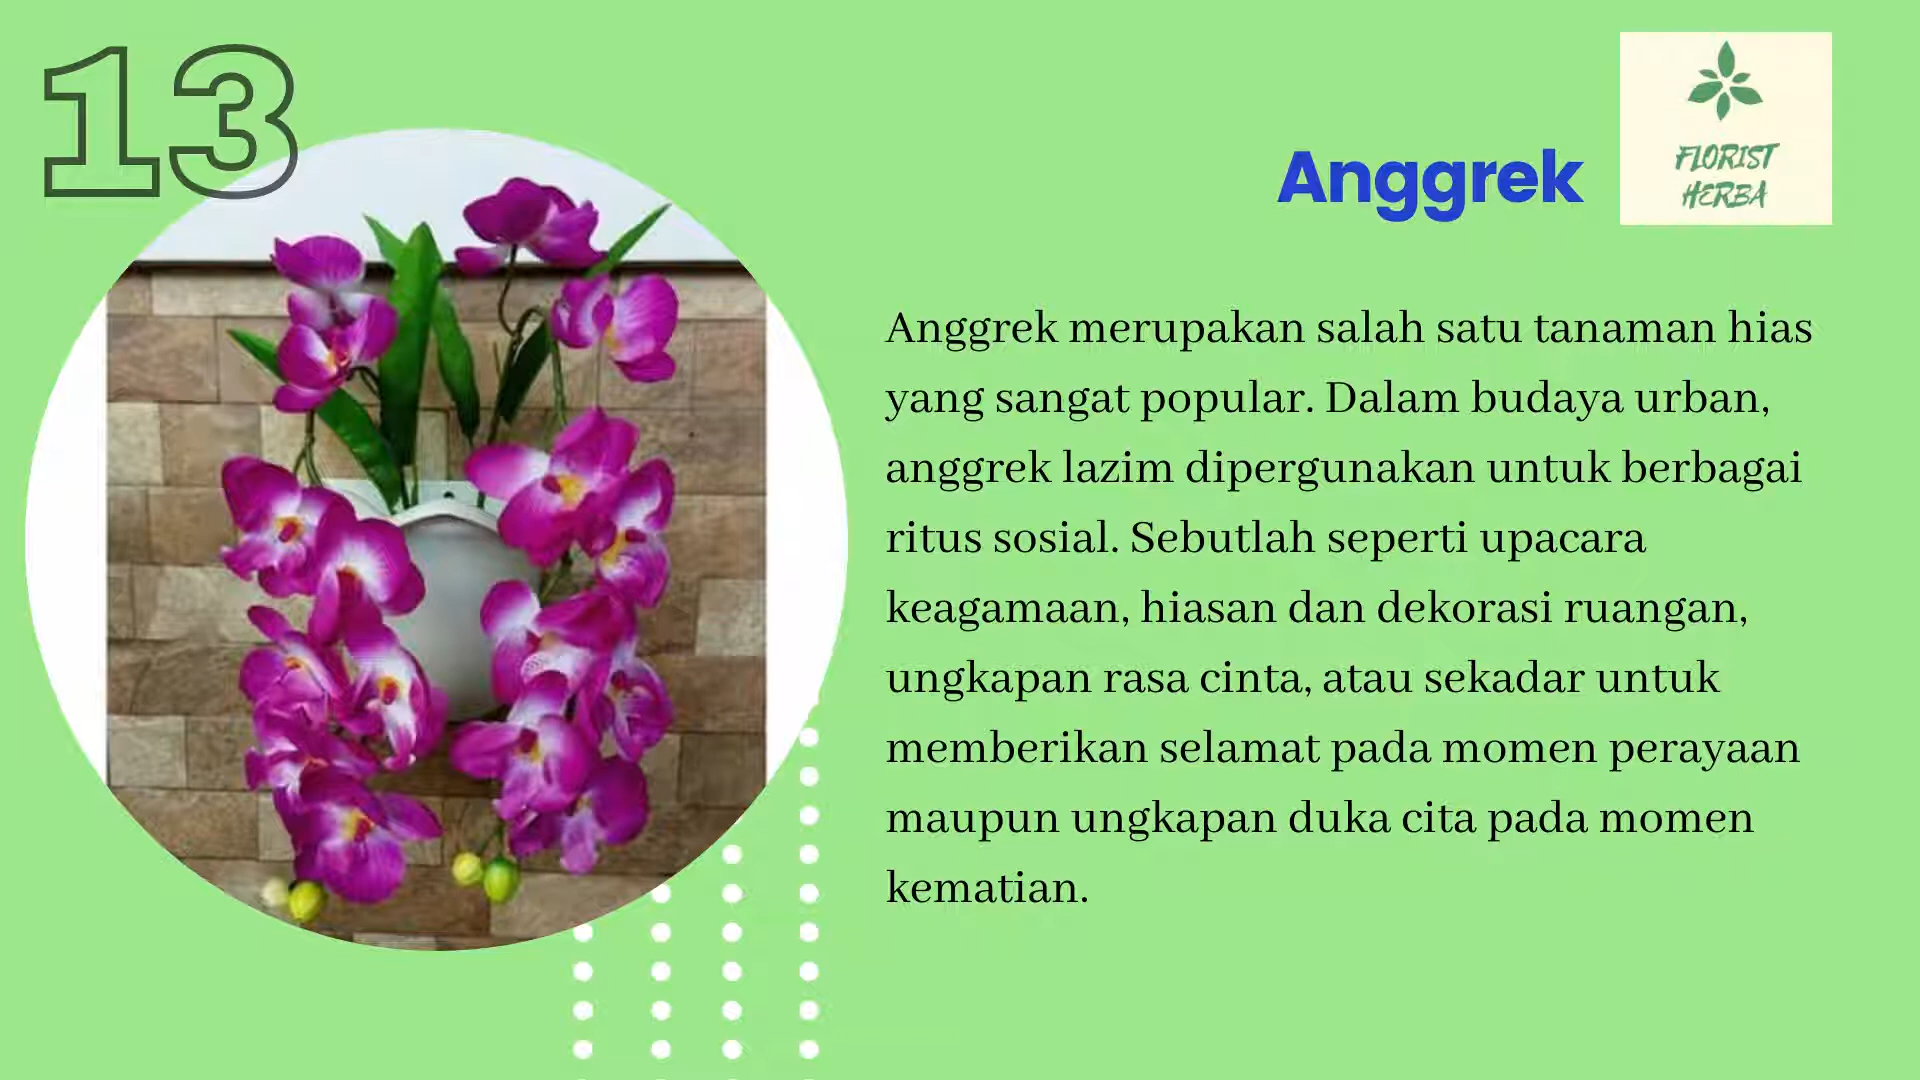 13
Anggrek
FLORIST
HERBA
Anggrek merupakan salah satu tanaman hias
yang sangat popular. Dalam budaya urban,
anggrek lazim dipergunakan untuk berbagai
ritus sosial. Sebutlah seperti upacara
keagamaan, hiasan dan dekorasi ruangan,
ungkapan rasa cinta, atau sekadar untuk
memberikan selamat pada momen perayaan
maupun ungkapan duka cita pada momen
kematian.